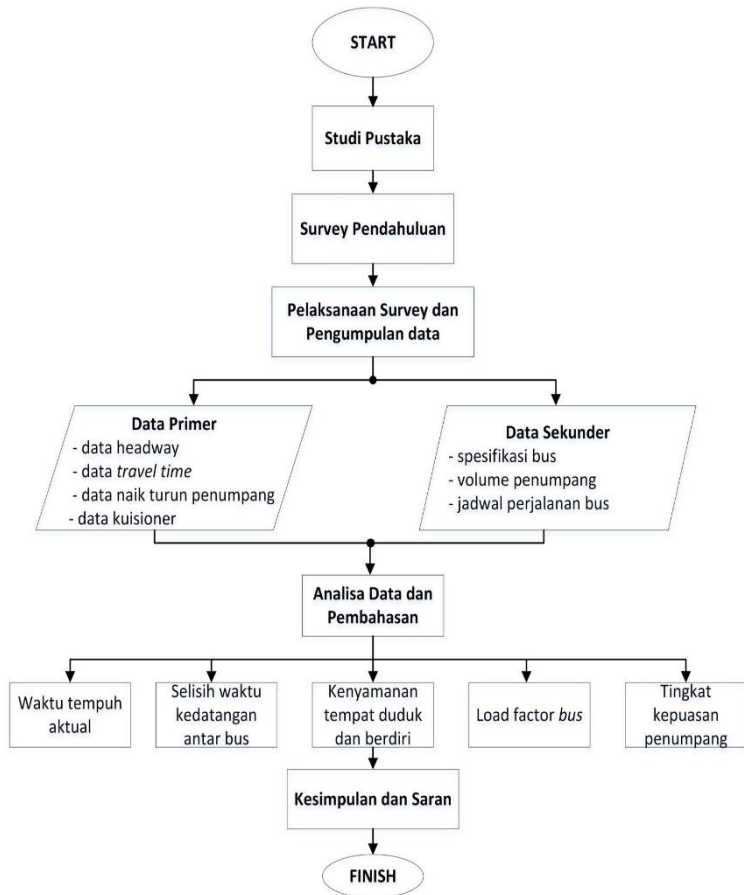 START
Studi Pustaka
Survey Pendahuluan
Pelaksanaan Survey dan
Pengumpulan data
Data Primer
- data headway
- data travel time
- data naik turun penumpang
- data kuisioner
Data Sekunder
- spesifikasi bus
- volume penumpang
- jadwal perjalanan bus
Analisa Data dan
Pembahasan
Waktu tempuh
aktual
Selisih waktu
kedatangan
antar bus
Kenyamanan
tempat duduk
dan berdiri
Load factor bus
Tingkat
kepuasan
penumpang
Kesimpulan dan Saran
FINISH